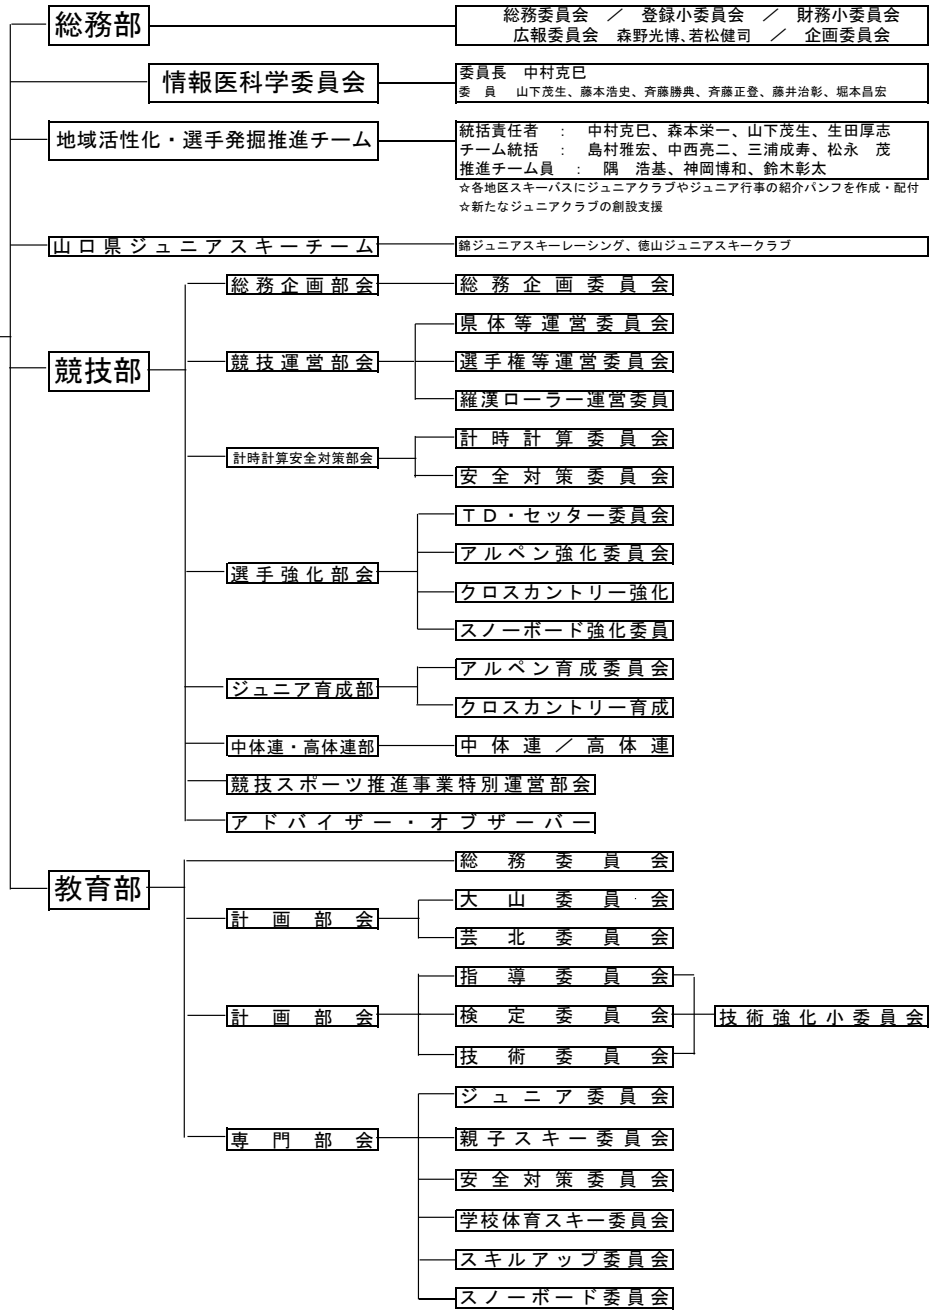 総務部
総務委員会　／　登録小委員会　／　財務小委員会
広報委員会　森野光博、若松健司　／　企画委員会
情報医科学委員会
委員長　中村克巳
委　員　山下茂生、藤本浩史、斉藤勝典、斉藤正登、藤井治彰、堀本昌宏
地域活性化・選手発掘推進チーム
統括責任者　：　中村克巳、森本栄一、山下茂生、生田厚志
チーム統括　：　島村雅宏、中西亮二、三浦成寿、松永　茂
推進チーム員　：　隅　浩基、神岡博和、鈴木彰太
☆各地区スキーバスにジュニアクラブやジュニア行事の紹介パンフを作成・配付
☆新たなジュニアクラブの創設支援
山口県ジュニアスキーチーム
錦ジュニアスキーレーシング、徳山ジュニアスキークラブ
競技部
総務企画部会
総務企画委員会
競技運営部会
県体等運営委員会
選手権等運営委員会
羅漢ローラー運営委員
計時計算安全対策部会
計時計算委員会
安全対策委員会
選手強化部会
ＴＤ・セッター委員会
アルペン強化委員会
クロスカントリー強化
スノーボード強化委員
ジュニア育成部
アルペン育成委員会
クロスカントリー育成
中体連・高体連部
中体連／高体連
競技スポーツ推進事業特別運営部会
アドバイザー・オブザーバー
教育部
総務委員会
計画部会
大山委員会
芸北委員会
計画部会
指導委員会
検定委員会
技術委員会
技術強化小委員会
専門部会
ジュニア委員会
親子スキー委員会
安全対策委員会
学校体育スキー委員会
スキルアップ委員会
スノーボード委員会